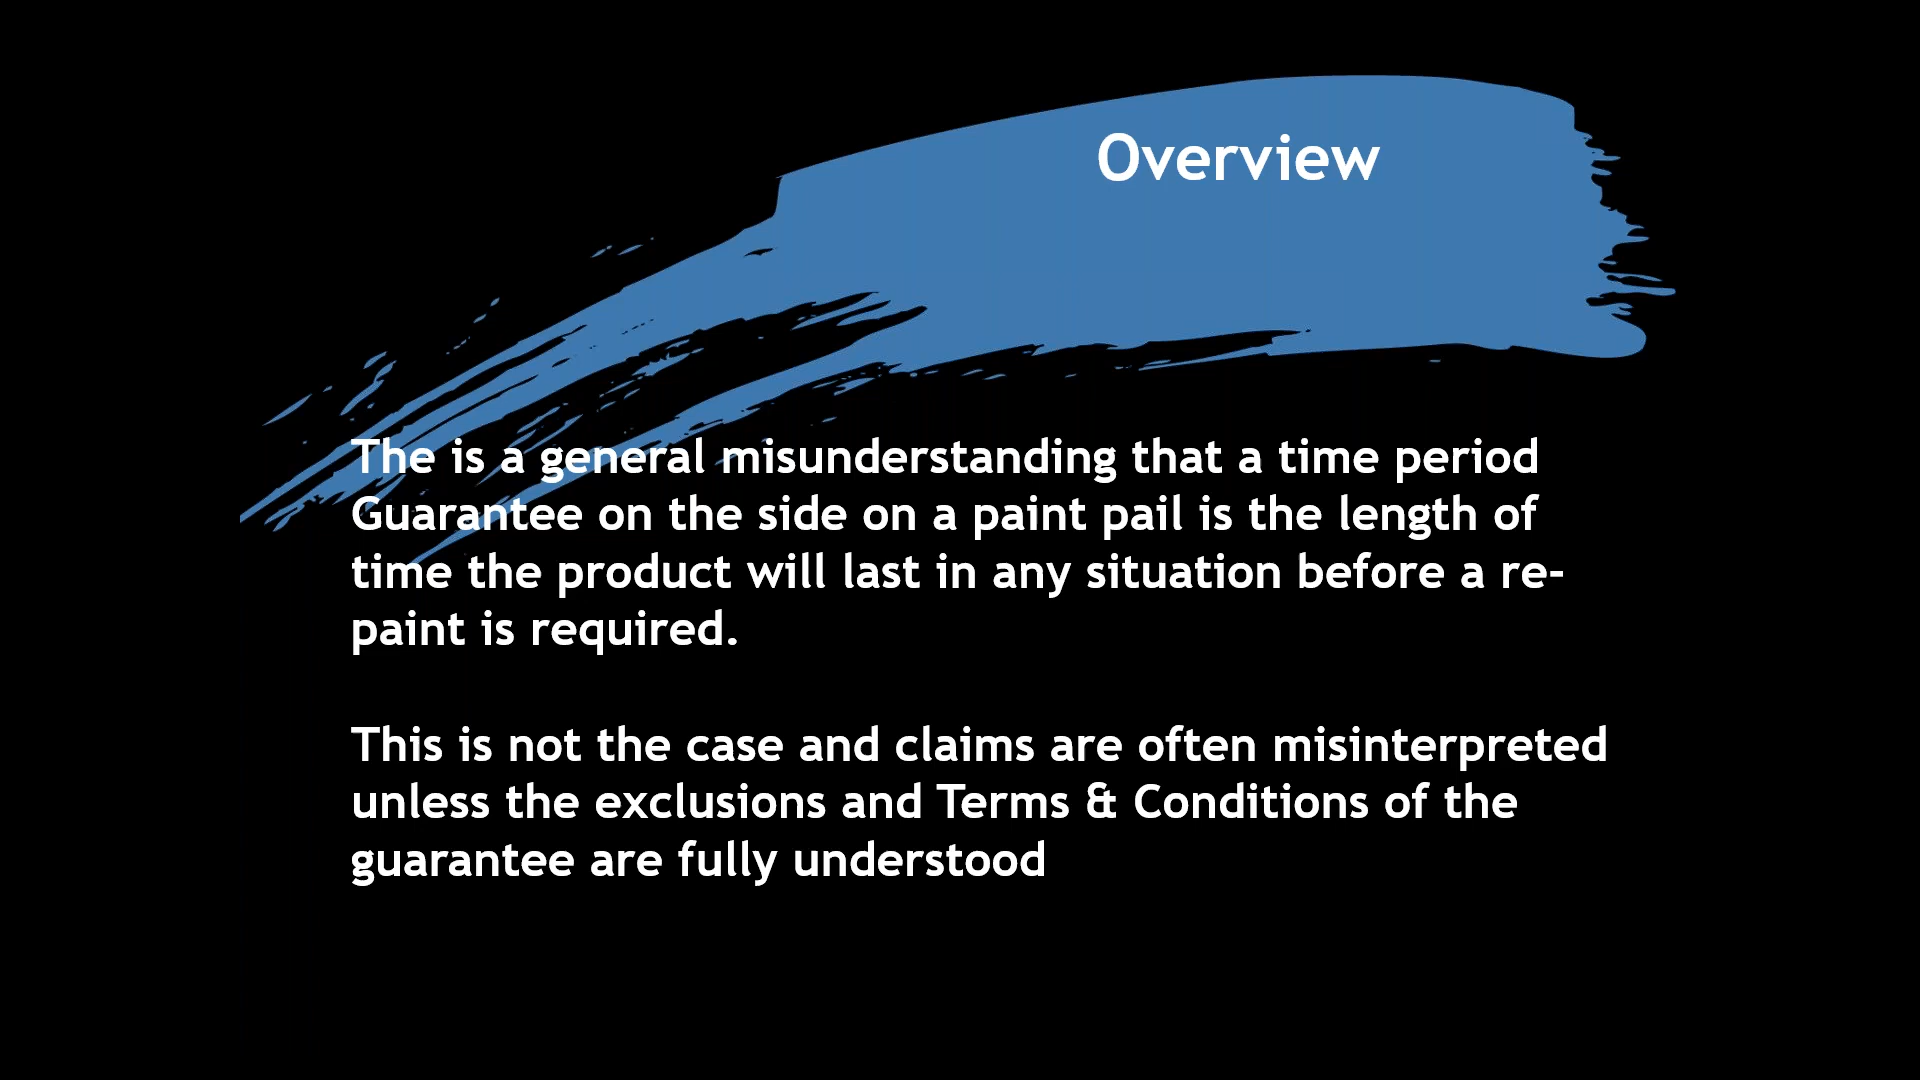 Overview
The is a general misunderstanding that a time period
Guarantee on the side on a paint pail is the length of
time the product will last in any situation before a re-
paint is required.
This is not the case and claims are often misinterpreted
unless the exclusions and Terms & Conditions of the
guarantee are fully understood